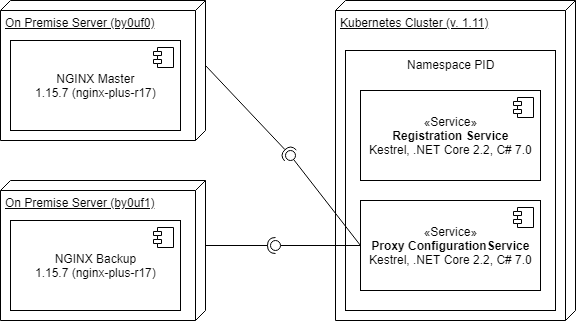 On Premise Server (by0uf0)
NGINX Master
1.15.7 (nginx-plus-r17)
On Premise Server (by0uf1)
NGINX Backup
1.15.7 (nginx-plus-r17)
Kubernetes Cluster (v. 1.11)
Namespace PID
«Service»
Registration Service
Kestrel, .NET Core 2.2, C# 7.0
«Service»
Proxy Configuration Service
Kestrel, .NET Core 2.2, C# 7.0